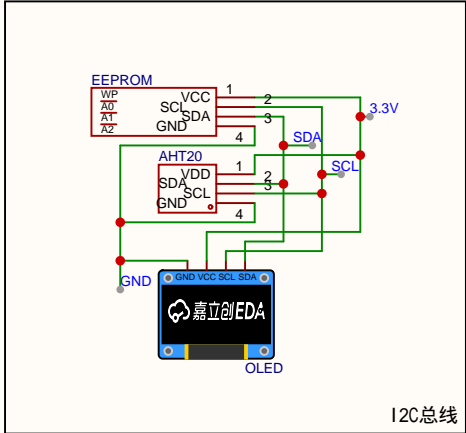 EEPROM
WP
A0
A1
A2
VCC
SCL
SDA
GND
1
2
3
4
3.3V
SDA
SCL
AHT20
VDD
SDA
SCL
GND
1
2
3
4
GND
GND VCC SCL SDA
嘉立创EDA
OLED
I2C总线